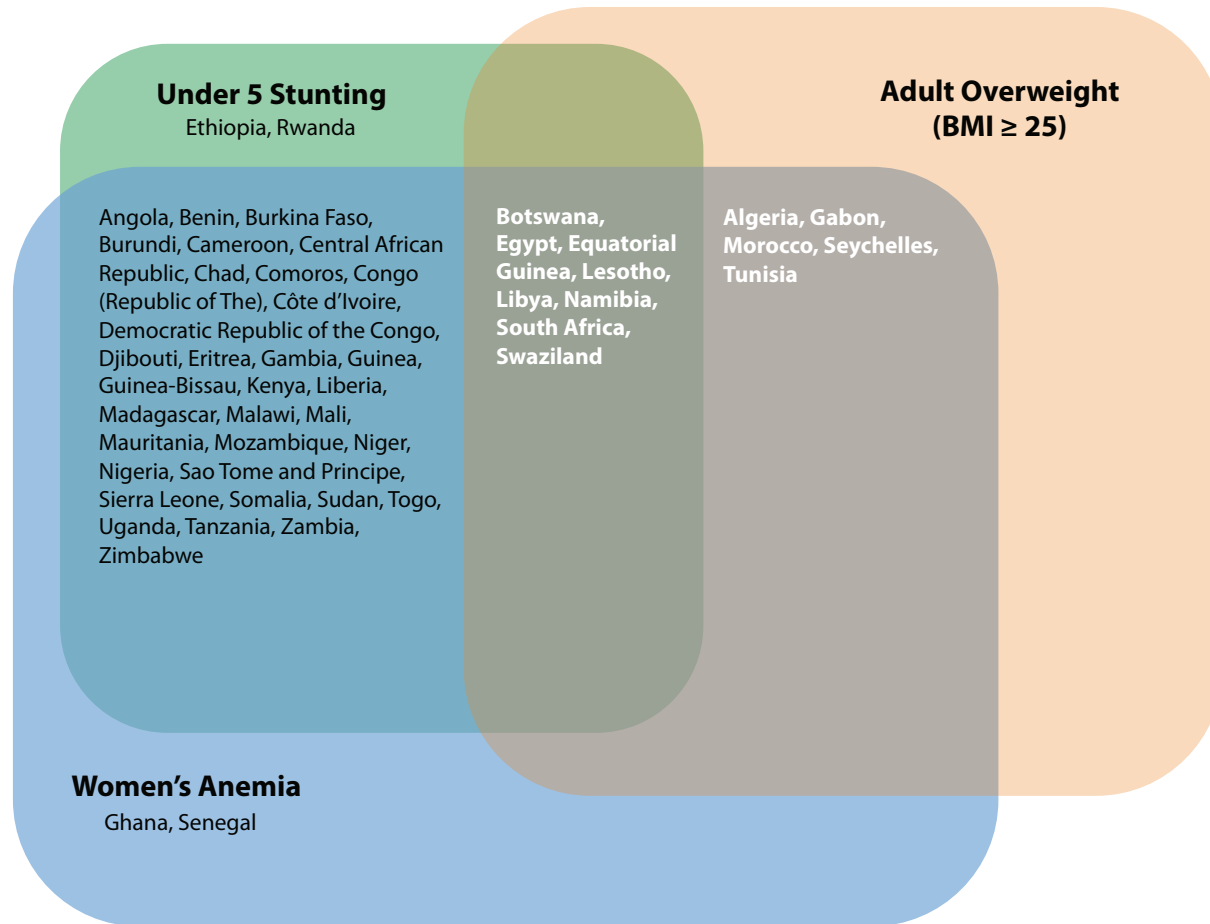 Under 5 Stunting
Ethiopia, Rwanda
Adult Overweight
(BMI ≥ 25)
Angola, Benin, Burkina Faso,
Burundi, Cameroon, Central African
Republic, Chad, Comoros, Congo
(Republic of The), Côte d’Ivoire,
Democratic Republic of the Congo,
Djibouti, Eritrea, Gambia, Guinea,
Guinea-Bissau, Kenya, Liberia,
Madagascar, Malawi, Mali,
Mauritania, Mozambique, Niger,
Nigeria, Sao Tome and Principe,
Sierra Leone, Somalia, Sudan, Togo,
Uganda, Tanzania, Zambia,
Zimbabwe
Botswana,
Egypt, Equatorial
Guinea, Lesotho,
Libya, Namibia,
South Africa,
Swaziland
Algeria, Gabon,
Morocco, Seychelles,
Tunisia
Women’s Anemia
Ghana, Senegal